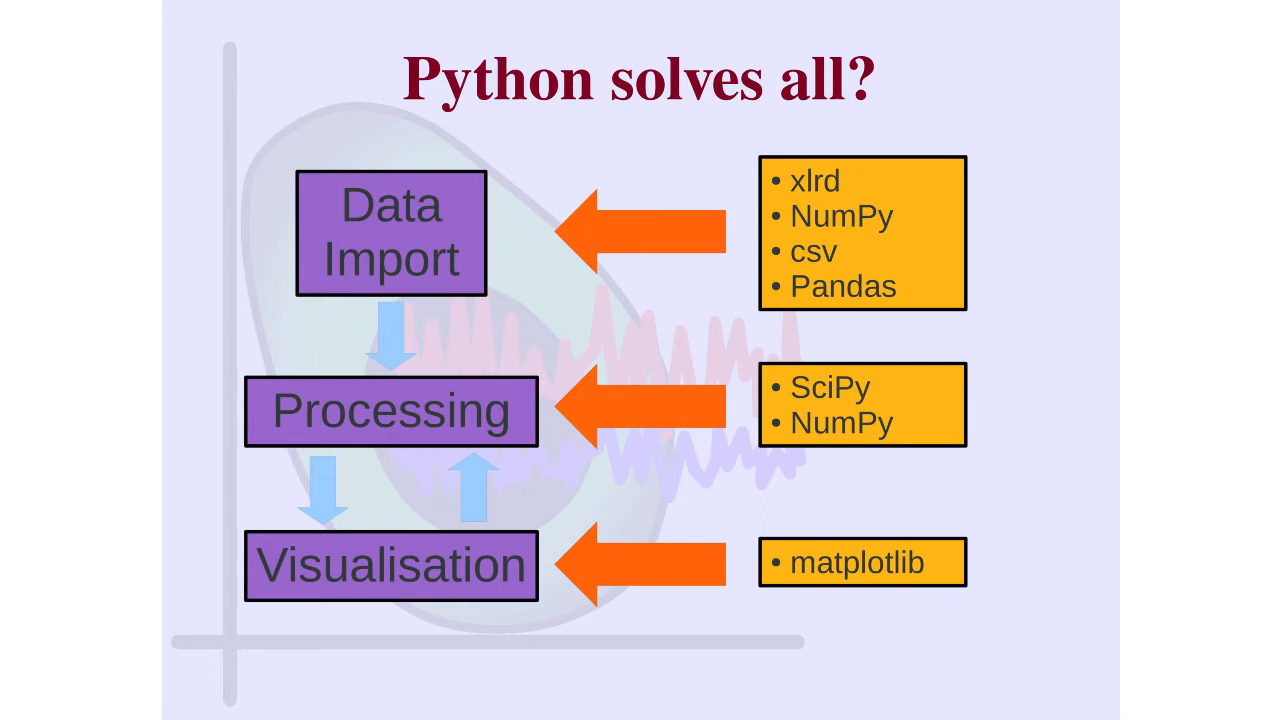 Python solves all?
Data
Import
• xlrd
• NumPy
• csv
• Pandas
Processing
• SciPy
• NumPy
Visualisation
• matplotlib